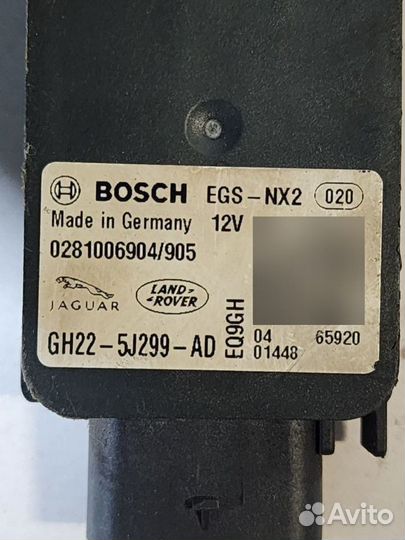 BOSCH EGS-NX2 020
Made in Germany 12V
0281006904/905
JAGUAR LAND-ROVER
GH22-5J299-AD
EQ9GH
04 65920
01448
Avito